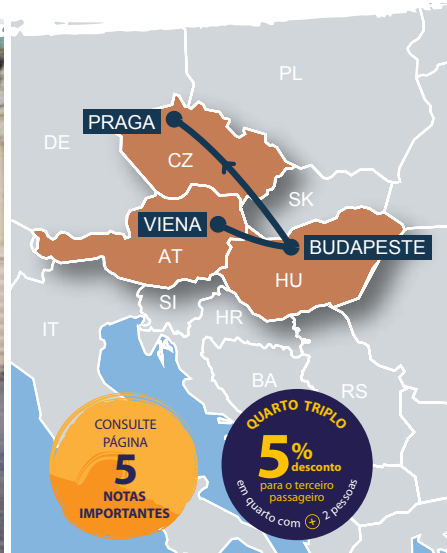 PL
PRAGA
DE
CZ
SK
VIENA
BUDAPESTE
AT
HU
SI
HR
IT
BA
RS
CONSULTE
PÁGINA
5
NOTAS
IMPORTANTES
QUARTO TRIPLO
5%
desconto
para o terceiro
passageiro
em quarto com + 2 pessoas